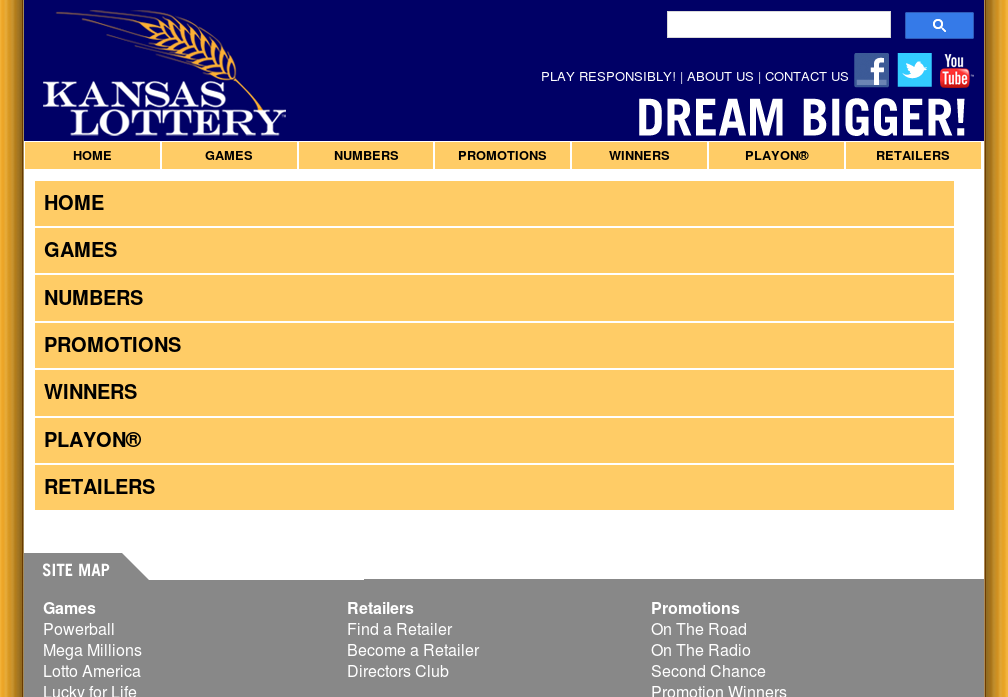 KANSAS
LOTTERY
PLAY RESPONSIBLY! | ABOUT US | CONTACT US
You
Tube
DREAM BIGGER!
HOME GAMES NUMBERS PROMOTIONS WINNERS PLAYON® RETAILERS
HOME
GAMES
NUMBERS
PROMOTIONS
WINNERS
PLAYON®
RETAILERS
SITE MAP
Games Retailers Promotions
Powerball Find a Retailer On The Road
Mega Millions Become a Retailer On The Radio
Lotto America Directors Club Second Chance
Lucky for Life Promotion Winners